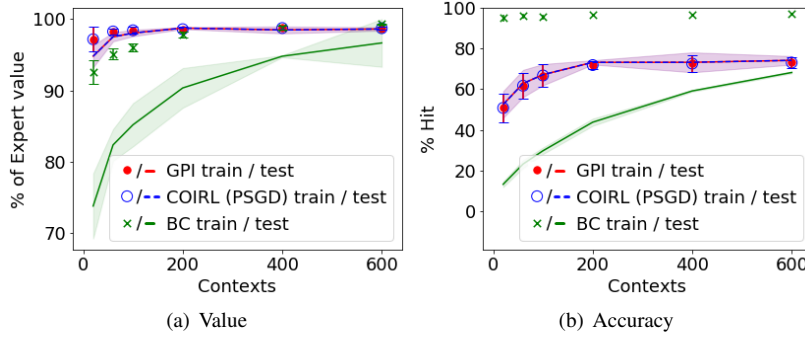 100
90
80
70
% of Expert value
0
200
400
600
Contexts
GPI train / test
COIRL (PSGD) train / test
BC train / test
(a) Value
100
80
60
40
20
0
% Hit
0
200
400
600
Contexts
GPI train / test
COIRL (PSGD) train / test
BC train / test
(b) Accuracy